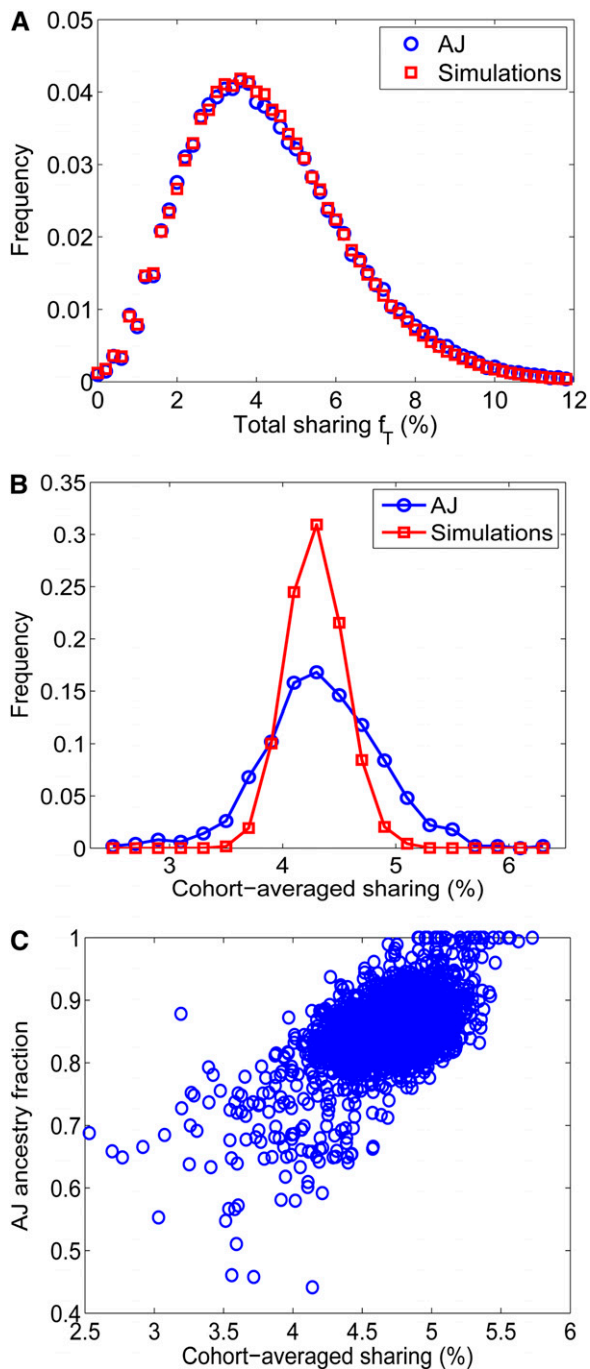 A
0.05
0.04
0.03
0.02
0.01
0
Frequency
AJ
Simulations
0 2 4 6 8 10 12
Total sharing f_T (%)
B
0.35
0.3
0.25
0.2
0.15
0.1
0.05
0
Frequency
AJ
Simulations
3 4 5 6
Cohort-averaged sharing (%)
C
1
0.9
0.8
0.7
0.6
0.5
0.4
AJ ancestry fraction
2.5 3 3.5 4 4.5 5 5.5 6
Cohort-averaged sharing (%)